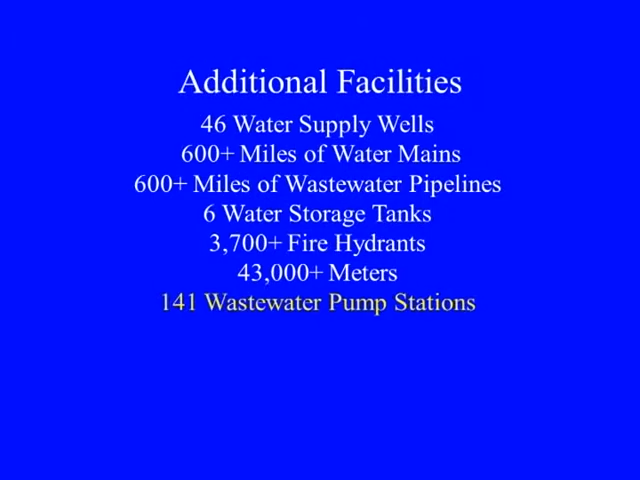 Additional Facilities
46 Water Supply Wells
600+ Miles of Water Mains
600+ Miles of Wastewater Pipelines
6 Water Storage Tanks
3,700+ Fire Hydrants
43,000+ Meters
141 Wastewater Pump Stations